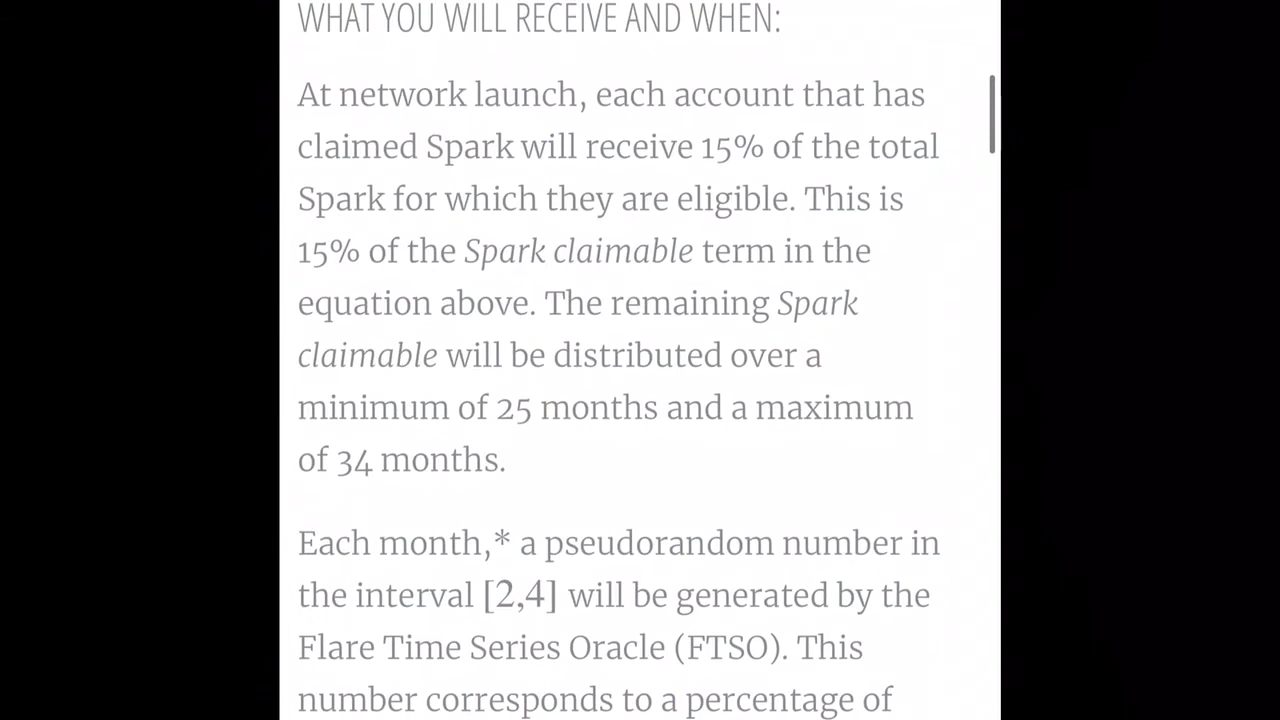 WHAT YOU WILL RECEIVE AND WHEN:
At network launch, each account that has
claimed Spark will receive 15% of the total
Spark for which they are eligible. This is
15% of the Spark claimable term in the
equation above. The remaining Spark
claimable will be distributed over a
minimum of 25 months and a maximum
of 34 months.
Each month,* a pseudorandom number in
the interval [2,4] will be generated by the
Flare Time Series Oracle (FTSO). This
number corresponds to a percentage of